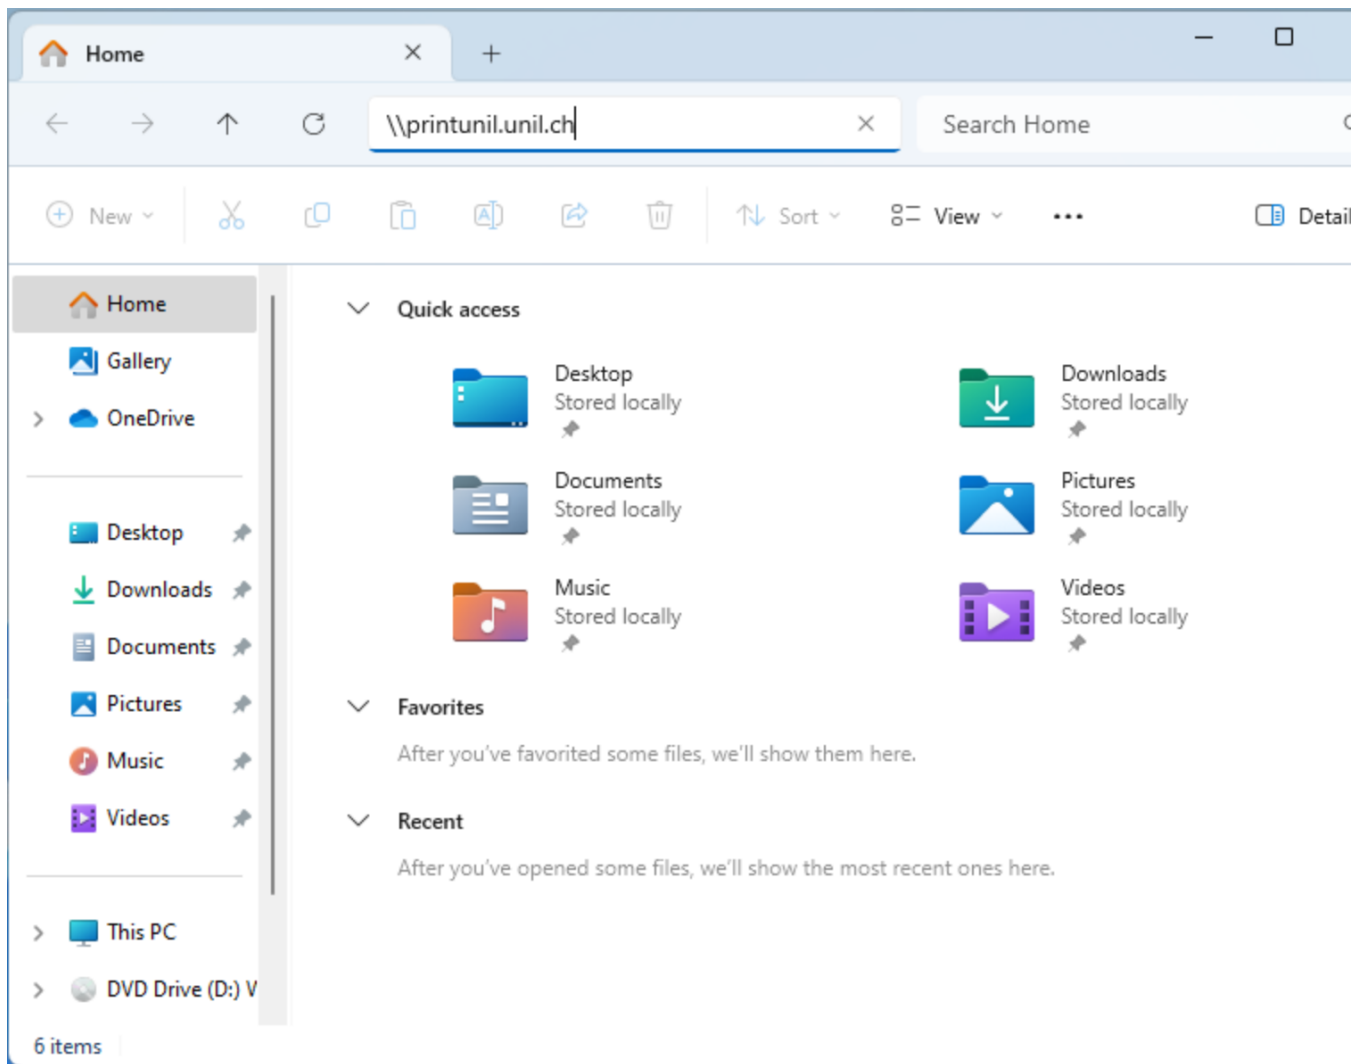 Home
\\printunil.unil.ch
Search Home
New
Sort
View
Detail
Home
Gallery
OneDrive
Desktop
Downloads
Documents
Pictures
Music
Videos
This PC
DVD Drive (D:)
Quick access
Desktop
Stored locally
Downloads
Stored locally
Documents
Stored locally
Pictures
Stored locally
Music
Stored locally
Videos
Stored locally
Favorites
After you've favorited some files, we'll show them here.
Recent
After you've opened some files, we'll show the most recent ones here.
6 items